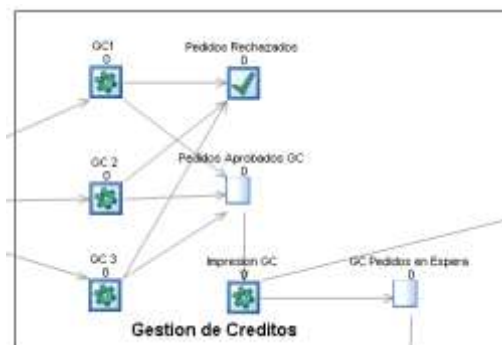 GC1
0
Pedidos Rechazados
0
GC 2
0
Pedidos Aprobados GC
0
GC 3
0
Impresion GC
0
GC Pedidos en Espera
0
Gestion de Creditos